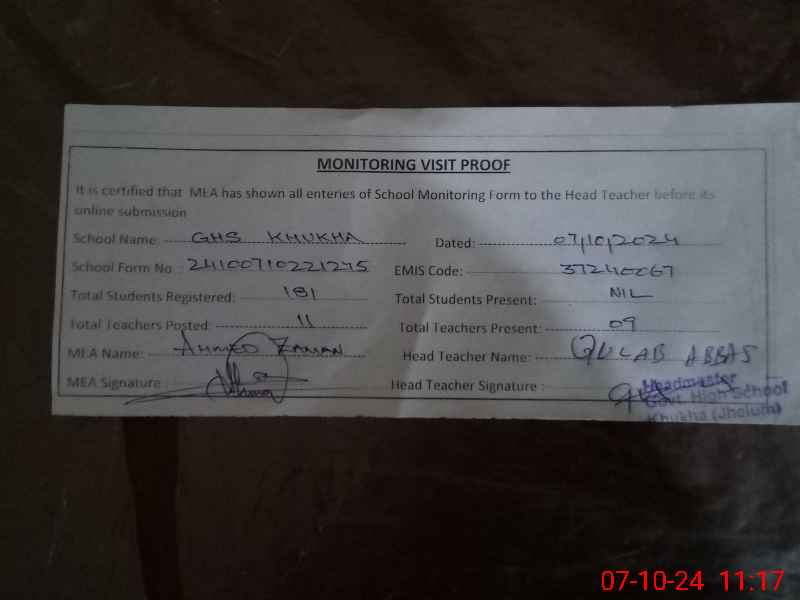 MONITORING VISIT PROOF
It is certified that MEA has shown all enteries of School Monitoring Form to the Head Teacher before its
online submission
School Name: GHS KHUKHA Dated: 07/10/2024
School Form No: 24100710221275 EMIS Code: 37240067
Total Students Registered: 181 Total Students Present: NIL
Total Teachers Posted: 11 Total Teachers Present: 09
MEA Name: AHMED ZAMAN Head Teacher Name: GULAB ABBAS
MEA Signature : Head Teacher Signature :
Headmaster
Govt. High School
Khukha (Jhelum)
07-10-24 11:17